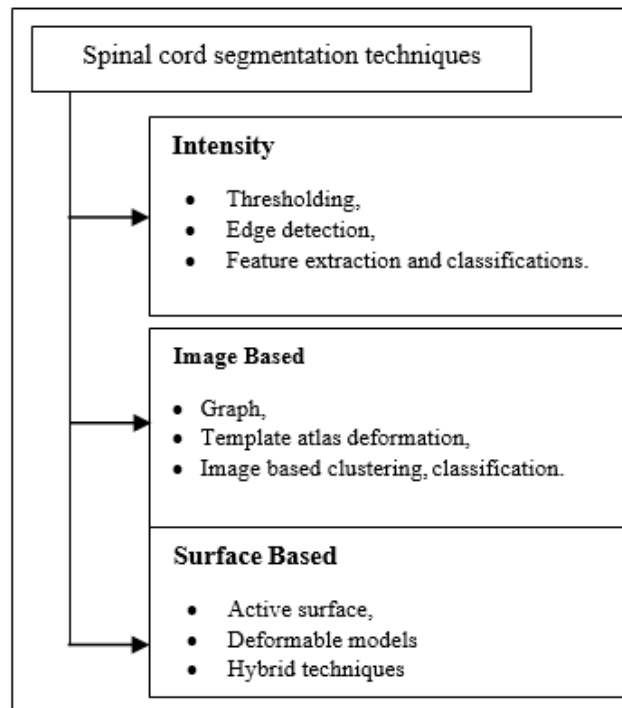 Spinal cord segmentation techniques
Intensity
• Thresholding,
• Edge detection,
• Feature extraction and classifications.
Image Based
• Graph,
• Template atlas deformation,
• Image based clustering, classification.
Surface Based
• Active surface,
• Deformable models
• Hybrid techniques